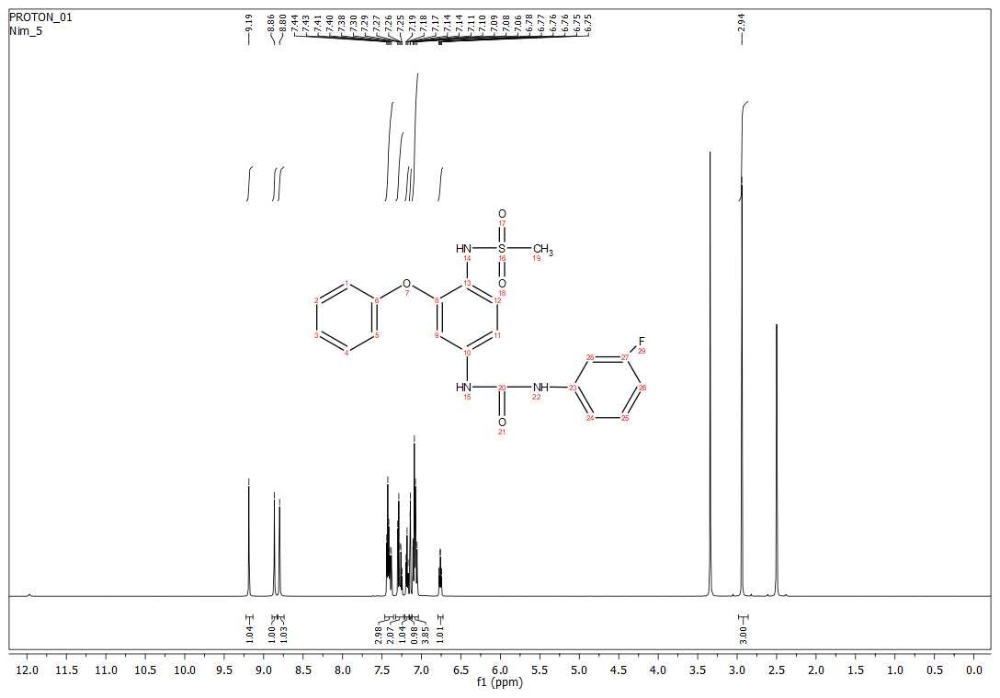 PROTON_01
Nim_5
9.19 8.86 8.80 7.44 7.43 7.41 7.40 7.38 7.30 7.29 7.27 7.26 7.25 7.19 7.18 7.17 7.14 7.14 7.11 7.10 7.09 7.08 7.06 6.78 6.77 6.76 6.76 6.75 6.75 2.94
O
17
HN S CH3
14 16 19
O
18
1 O 13 12
2 6 7 8
3 5 9 11
4 10
F
28 27 29
HN 20 NH 23 26
15 22
O 24 25
21
1.04 1.00 1.03 2.98 2.07 1.04 0.98 3.85 1.01 3.00
12.0 11.5 11.0 10.5 10.0 9.5 9.0 8.5 8.0 7.5 7.0 6.5 6.0 5.5 5.0 4.5 4.0 3.5 3.0 2.5 2.0 1.5 1.0 0.5 0.0
f1 (ppm)